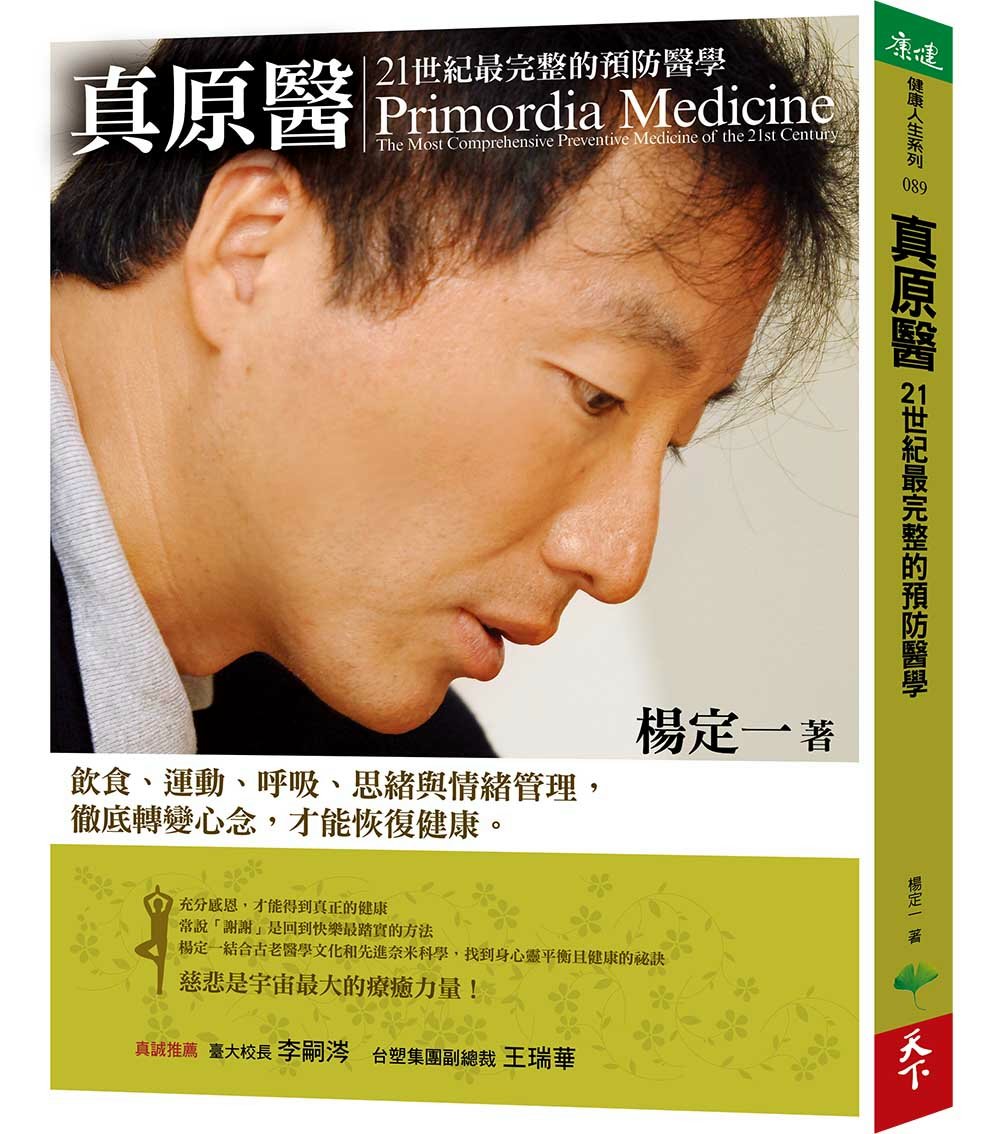 真原醫
21世紀最完整的預防醫學
Primordia Medicine
The Most Comprehensive Preventive Medicine of the 21st Century
楊定一 著
飲食、運動、呼吸、思緒與情緒管理，
徹底轉變心念，才能恢復健康。
充分感恩，才能得到真正的健康
常說「謝謝」是回到快樂最踏實的方法
楊定一結合古老醫學文化和先進奈米科學，找到身心靈平衡且健康的祕訣
慈悲是宇宙最大的療癒力量！
真誠推薦 臺大校長 李嗣涔 台塑集團副總裁 王瑞華
康健
健康人生系列
089
真原醫
21世紀最完整的預防醫學
楊定一 著
天下